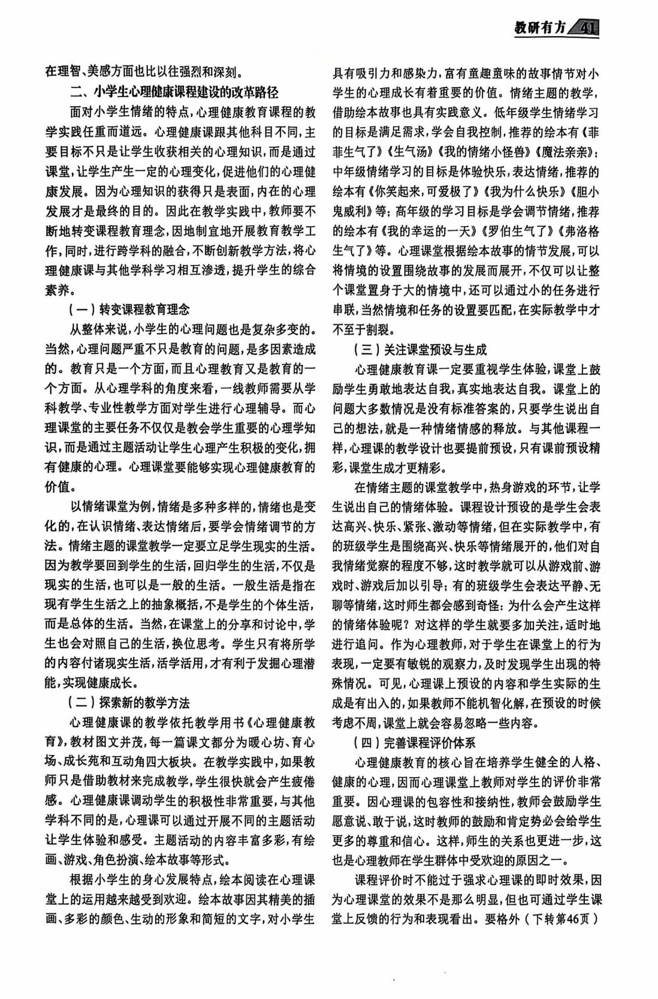 教研有方 41
在理智、美感方面也比以往强烈和深刻。
二、小学生心理健康课程建设的改革路径
面对小学生情绪的特点,心理健康教育课程的教
学实践任重而道远。心理健康课跟其他科目不同,主
要目标不只是让学生收获相关的心理知识,而是通过
课堂,让学生产生一定的心理变化,促进他们的心理健
康发展。因为心理知识的获得只是表面,内在的心理
发展才是最终的目的。因此在教学实践中,教师要不
断地转变课程教育理念,因地制宜地开展教育教学工
作,同时,进行跨学科的融合,不断创新教学方法,将心
理健康课与其他学科学习相互渗透,提升学生的综合
素养。
(一)转变课程教育理念
从整体来说,小学生的心理问题也是复杂多变的。
当然,心理问题严重不只是教育的问题,是多因素造成
的。教育只是一个方面,而且心理教育又是教育的一
个方面。从心理学科的角度来看,一线教师需要从学
科教学、专业性教学方面对学生进行心理辅导。而心
理课堂的主要任务不仅仅是教会学生重要的心理学知
识,而是通过主题活动让学生心理产生积极的变化,拥
有健康的心理。心理课堂要能够实现心理健康教育的
价值。
以情绪课堂为例,情绪是多种多样的,情绪也是变
化的,在认识情绪、表达情绪后,要学会情绪调节的方
法。情绪主题的课堂教学一定要立足学生现实的生活。
因为教学要回到学生的生活,回归学生的生活,不仅是
现实的生活,也可以是一般的生活。一般生活是指在
现有学生生活之上的抽象概括,不是学生的个体生活,
而是总体的生活。当然,在课堂上的分享和讨论中,学
生也会对照自己的生活,换位思考。学生只有将所学
的内容付诸现实生活,活学活用,才有利于发掘心理潜
能,实现健康成长。
(二)探索新的教学方法
心理健康课的教学依托教学用书《心理健康教
育》,教材图文并茂,每一篇课文都分为暖心坊、育心
场、成长苑和互动角四大板块。在教学实践中,如果教
师只是借助教材来完成教学,学生很快就会产生疲倦
感。心理健康课调动学生的积极性非常重要,与其他
学科不同的是,心理课可以通过开展不同的主题活动
让学生体验和感受。主题活动的内容丰富多彩,有绘
画、游戏、角色扮演、绘本故事等形式。
根据小学生的身心发展特点,绘本阅读在心理课
堂上的运用越来越受到欢迎。绘本故事因其精美的插
画、多彩的颜色、生动的形象和简短的文字,对小学生
具有吸引力和感染力,富有童趣童味的故事情节对小
学生的心理成长有着重要的价值。情绪主题的教学,
借助绘本故事也具有实践意义。低年级学生情绪学习
的目标是满足需求,学会自我控制,推荐的绘本有《菲
菲生气了》《生气汤》《我的情绪小怪兽》《魔法亲亲》;
中年级情绪学习的目标是体验快乐,表达情绪,推荐的
绘本有《你笑起来,可爱极了》《我为什么快乐》《胆小
鬼威利》等;高年级的学习目标是学会调节情绪,推荐
的绘本有《我的幸运的一天》《罗伯生气了》《弗洛格
生气了》等。心理课堂根据绘本故事的情节发展,可以
将情境的设置围绕故事的发展而展开,不仅可以让整
个课堂置身于大的情境中,还可以通过小的任务进行
串联,当然情境和任务的设置要匹配,在实际教学中才
不至于割裂。
(三)关注课堂预设与生成
心理健康教育课一定要重视学生体验,课堂上鼓
励学生勇敢地表达自我,真实地表达自我。课堂上的
问题大多数情况是没有标准答案的,只要学生说出自
己的想法,就是一种情绪情感的释放。与其他课程一
样,心理课的教学设计也要提前预设,只有课前预设精
彩,课堂生成才更精彩。
在情绪主题的课堂教学中,热身游戏的环节,让学
生说出自己的情绪体验。课程设计预设的是学生会表
达高兴、快乐、紧张、激动等情绪,但在实际教学中,有
的班级学生是围绕高兴、快乐等情绪展开的,他们对自
我情绪觉察的程度不够,这时教学就可以从游戏前、游
戏时、游戏后加以引导;有的班级学生会表达平静、无
聊等情绪,这时师生都会感到奇怪:为什么会产生这样
的情绪体验呢?对这样的学生就要多加关注,适时地
进行追问。作为心理教师,对于学生在课堂上的行为
表现,一定要有敏锐的观察力,及时发现学生出现的特
殊情况。可见,心理课上预设的内容和学生实际的生
成是有出入的,如果教师不能机智化解,在预设的时候
考虑不周,课堂上就会容易忽略一些内容。
(四)完善课程评价体系
心理健康教育的核心旨在培养学生健全的人格、
健康的心理,因而心理课堂上教师对学生的评价非常
重要。因心理课的包容性和接纳性,教师会鼓励学生
愿意说、敢于说,这时教师的鼓励和肯定势必会给学生
更多的尊重和信心。这样,师生的关系也更进一步,这
也是心理教师在学生群体中受欢迎的原因之一。
课程评价时不能过于强求心理课的即时效果,因
为心理课堂的效果不是那么明显,但也可通过学生课
堂上反馈的行为和表现看出。要格外(下转第46页)